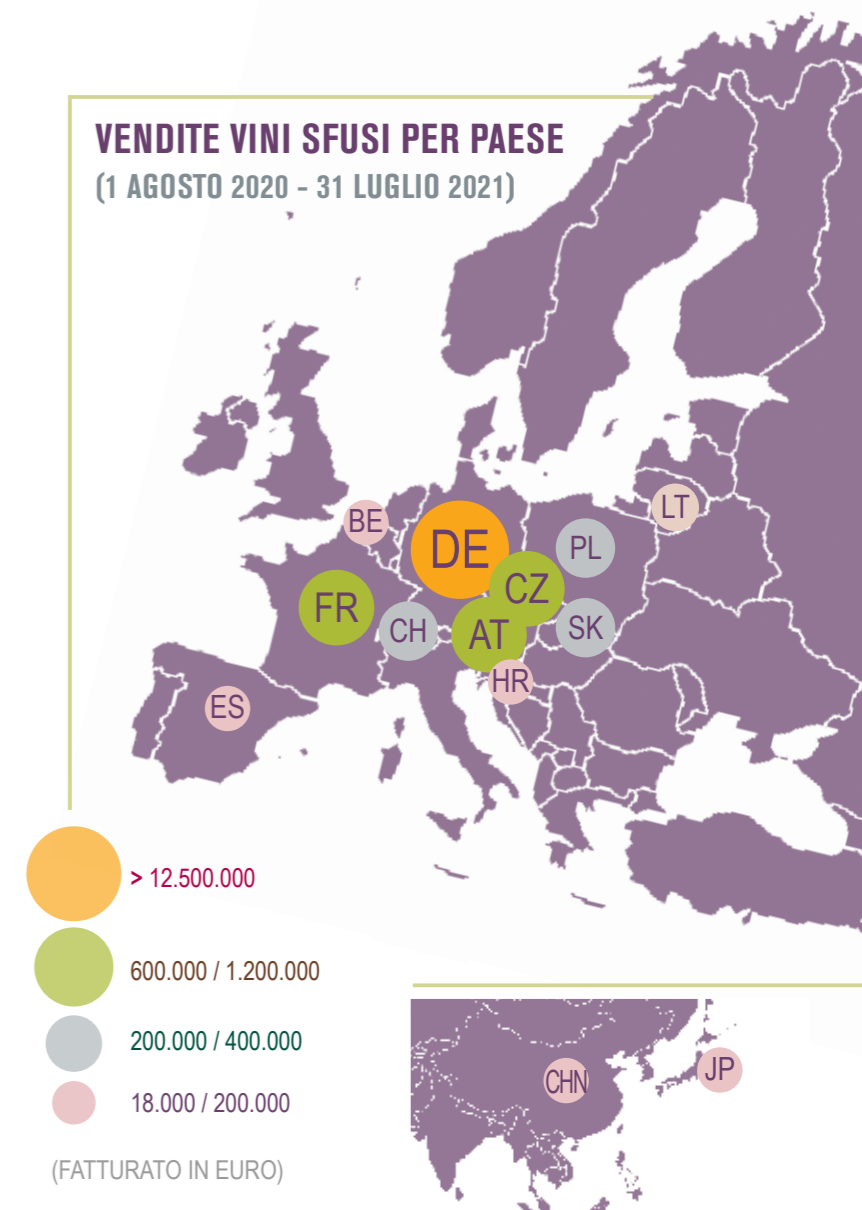 VENDITE VINI SFUSI PER PAESE
(1 AGOSTO 2020 - 31 LUGLIO 2021)
LT
BE
DE
PL
CZ
FR
CH
AT
SK
HR
ES
> 12.500.000
600.000 / 1.200.000
200.000 / 400.000
18.000 / 200.000
(FATTURATO IN EURO)
CHN
JP